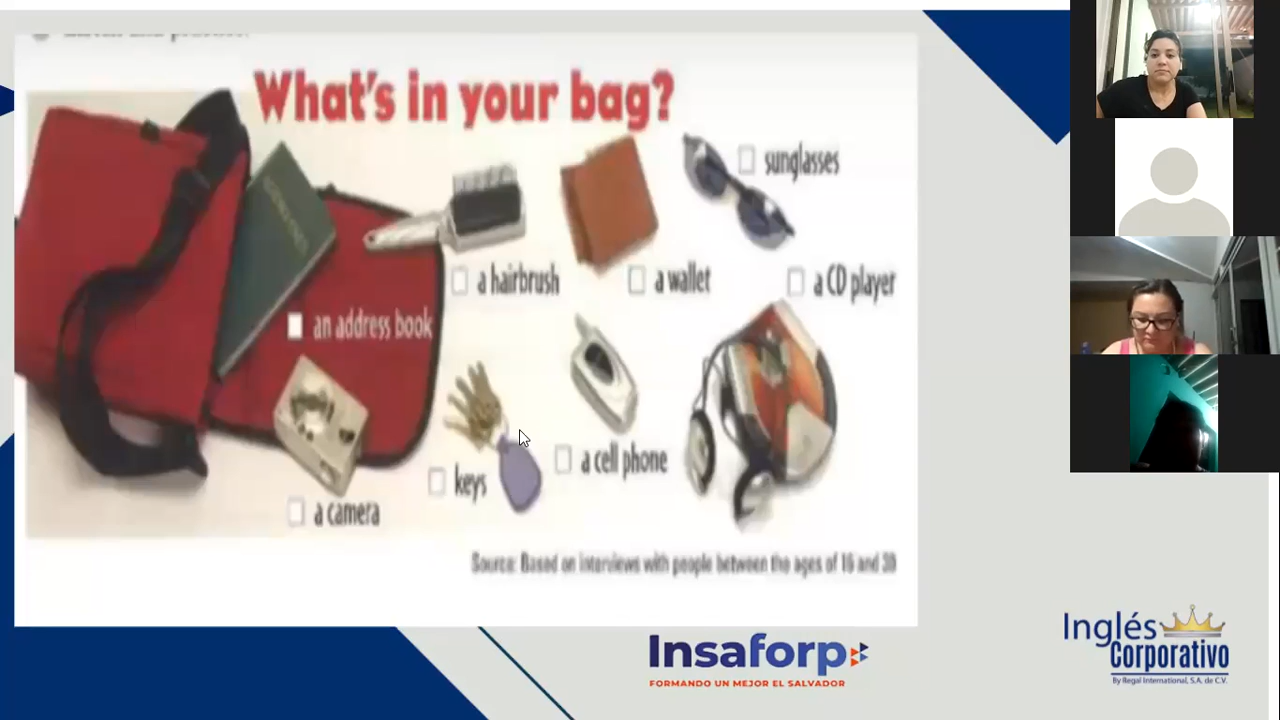 What's in your bag?
sunglasses
a hairbrush
a wallet
a CD player
an address book
a cell phone
keys
a camera
Source: Based on interviews with people between the ages of 16 and 39
Insaforp
FORMANDO UN MEJOR EL SALVADOR
Inglés
Corporativo
By Regal International, S.A. de C.V.